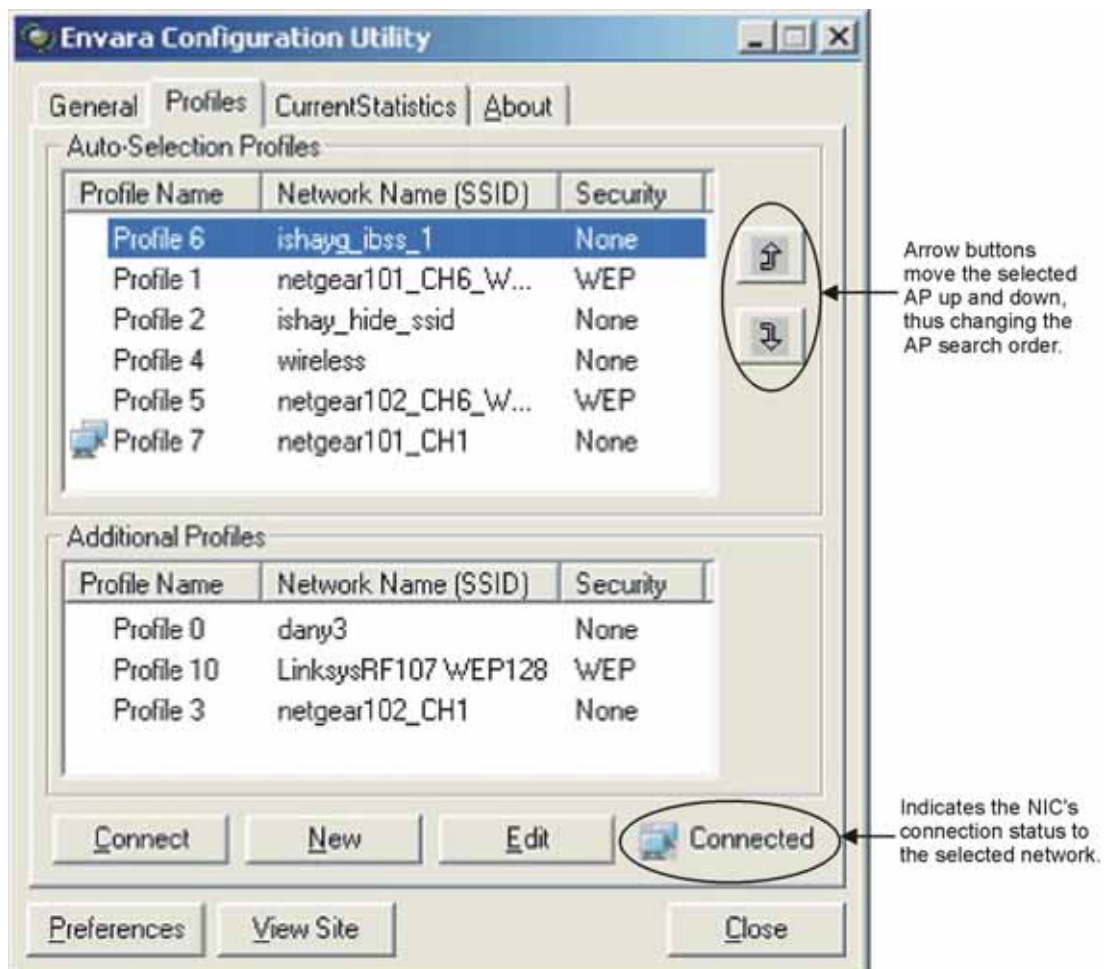 Envara Configuration Utility
General Profiles CurrentStatistics About
Auto-Selection Profiles
Profile Name Network Name (SSID) Security
Profile 6 ishayg_ibss_1 None
Profile 1 netgear101_CH6_W... WEP
Profile 2 ishay_hide_ssid None
Profile 4 wireless None
Profile 5 netgear102_CH6_W... WEP
Profile 7 netgear101_CH1 None
Arrow buttons
move the selected
AP up and down,
thus changing the
AP search order.
Additional Profiles
Profile Name Network Name (SSID) Security
Profile 0 dany3 None
Profile 10 LinksysRF107 WEP128 WEP
Profile 3 netgear102_CH1 None
Connect New Edit Connected
Indicates the NIC's
connection status to
the selected network.
Preferences View Site Close